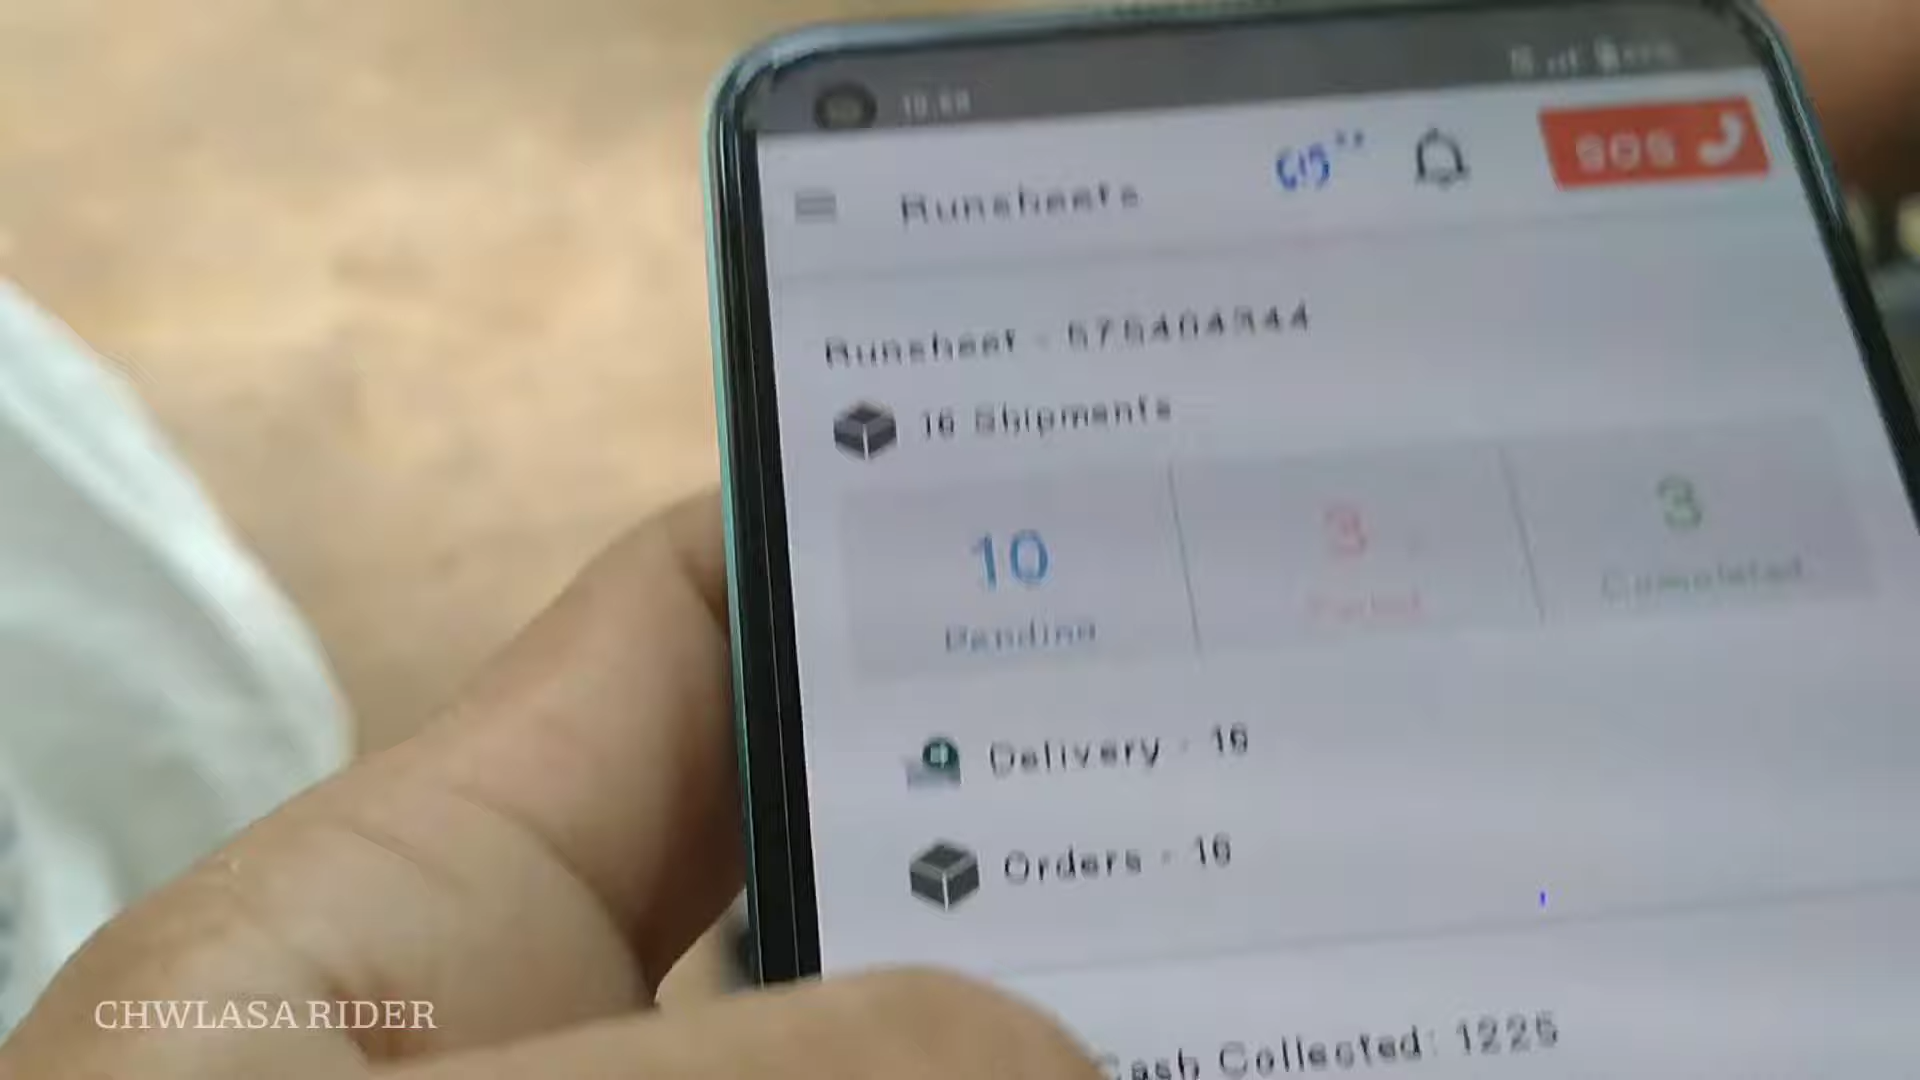 Runsheets
SOS
Runsheet - 575404344
16 Shipments
10
3
3
Pending
Failed
Completed
Delivery - 16
Orders - 16
Cash Collected: 1225
CHWLASA RIDER